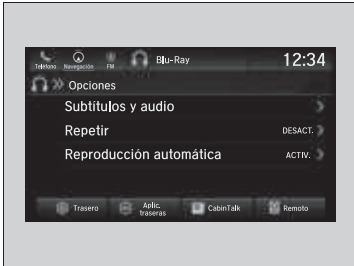 Teléfono Navegación FM Blu-Ray 12:34
Opciones
Subtítulos y audio
Repetir DESACT.
Reproducción automática ACTIV.
Trasero Aplic. traseras CabinTalk Remoto